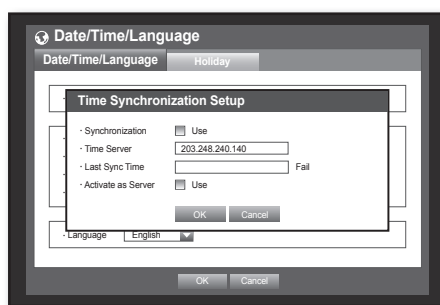 Date/Time/Language
Date/Time/Language Holiday
Time Synchronization Setup
· Synchronization Use
· Time Server 203.248.240.140
· Last Sync Time Fail
· Activate as Server Use
OK Cancel
· Language English
OK Cancel